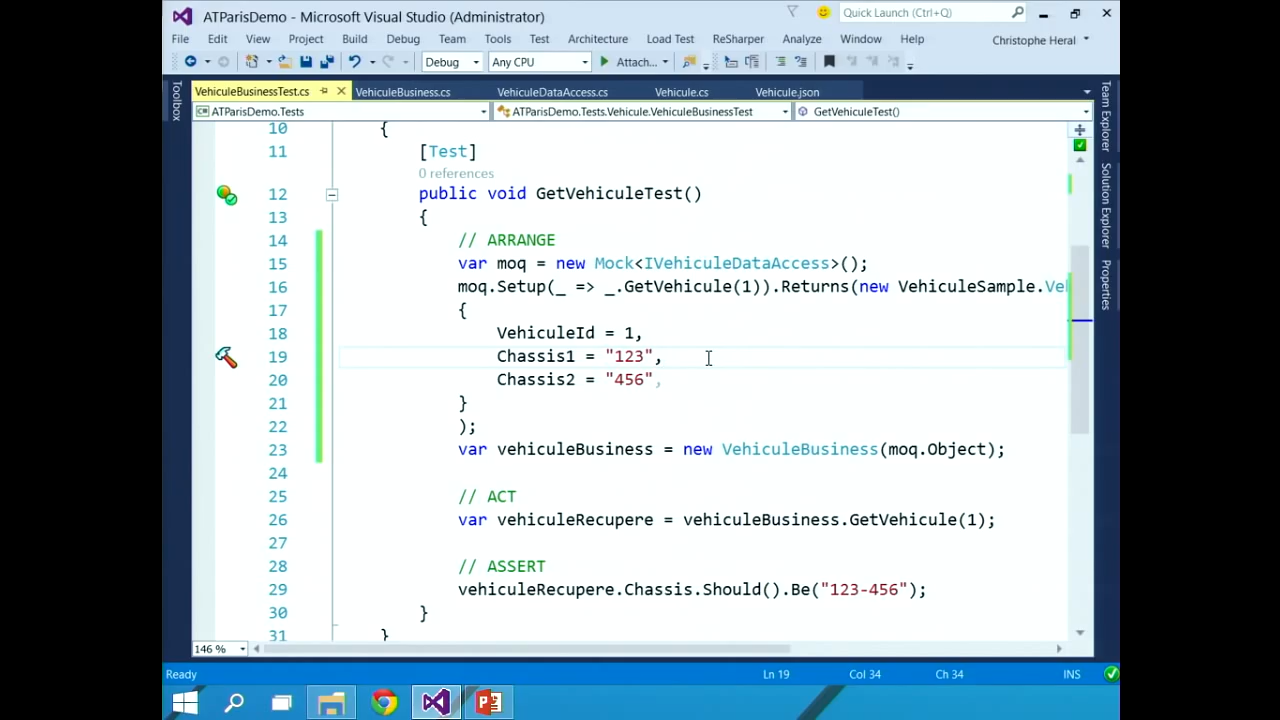 ATParisDemo - Microsoft Visual Studio (Administrator)
Quick Launch (Ctrl+Q)
File Edit View Project Build Debug Team Tools Test Architecture Load Test ReSharper Analyze Window Help Christophe Heral
Debug Any CPU Attach...
VehiculeBusinessTest.cs VehiculeBusiness.cs VehiculeDataAccess.cs Vehicule.cs Vehicule.json
ATParisDemo.Tests ATParisDemo.Tests.Vehicule.VehiculeBusinessTest GetVehiculeTest()
Toolbox
Team Explorer
Solution Explorer
Properties
10 {
11 [Test]
0 references
12 public void GetVehiculeTest()
13 {
14 // ARRANGE
15 var moq = new Mock<IVehiculeDataAccess>();
16 moq.Setup(_ => _.GetVehicule(1)).Returns(new VehiculeSample.Veh
17 {
18 VehiculeId = 1,
19 Chassis1 = "123",
20 Chassis2 = "456",
21 }
22 );
23 var vehiculeBusiness = new VehiculeBusiness(moq.Object);
24
25 // ACT
26 var vehiculeRecupere = vehiculeBusiness.GetVehicule(1);
27
28 // ASSERT
29 vehiculeRecupere.Chassis.Should().Be("123-456");
30 }
31 }
146 %
Ready Ln 19 Col 34 Ch 34 INS